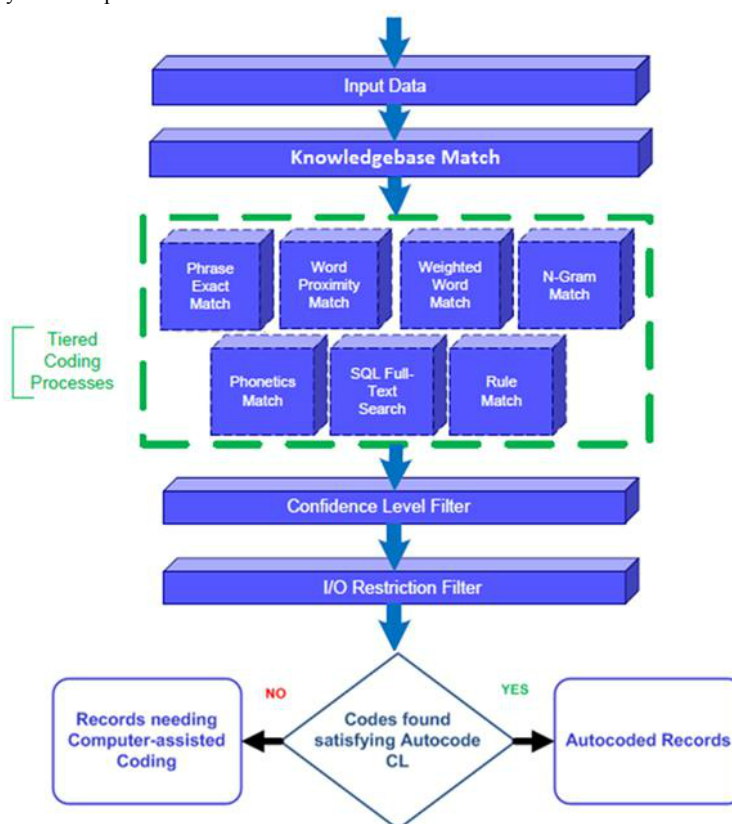 Input Data
Knowledgebase Match
Phrase
Exact
Match
Word
Proximity
Match
Weighted
Word
Match
N-Gram
Match
Tiered
Coding
Processes
Phonetics
Match
SQL Full-
Text
Search
Rule
Match
Confidence Level Filter
I/O Restriction Filter
NO
YES
Records needing
Computer-assisted
Coding
Codes found
satisfying Autocode
CL
Autocoded Records